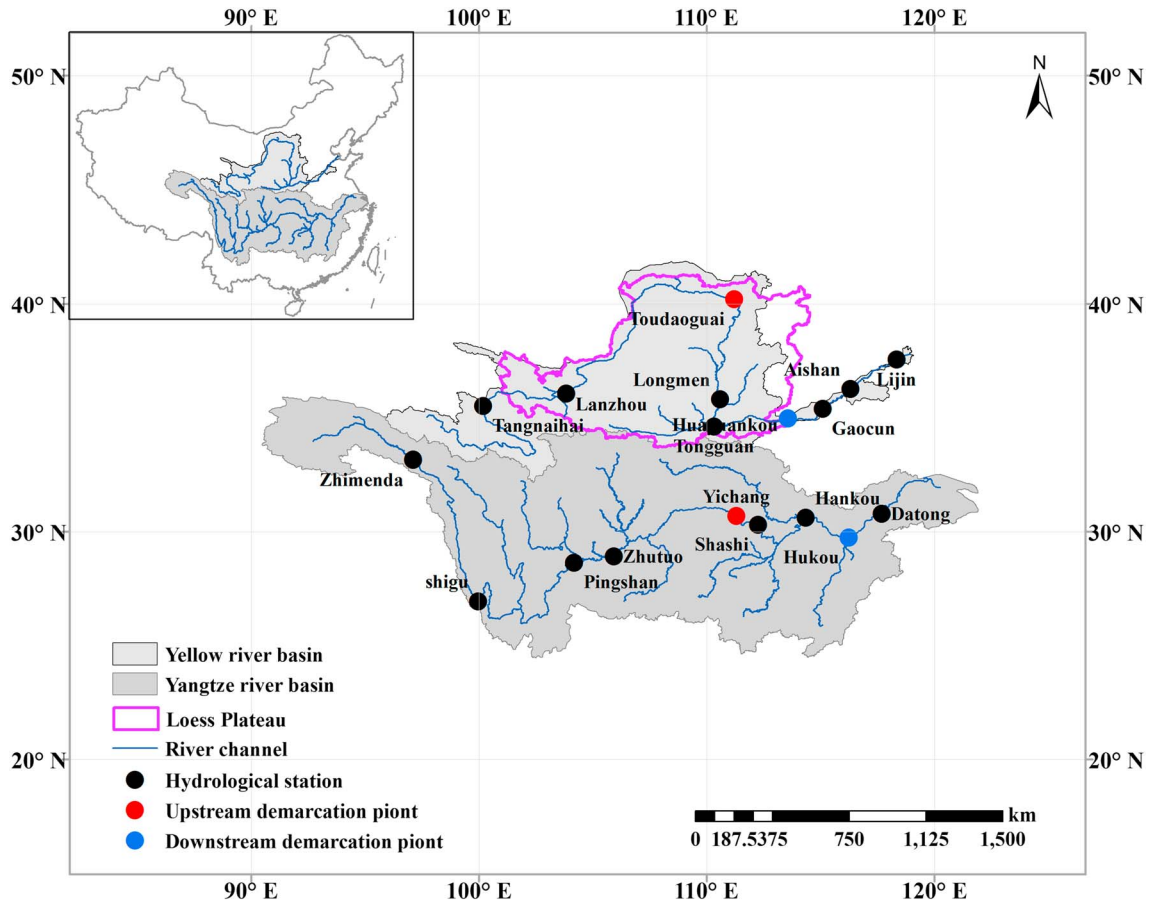 90° E 100° E 110° E 120° E
50° N 50° N
N
40° N 40° N
Toudaoguai
Aishan
Lijin
Longmen
Lanzhou
Gaocun
Tangnaihai
Huayuankou
Tongguan
Zhimenda
Yichang
Hankou
Datong
30° N 30° N
Shashi
Hukou
Zhutuo
Pingshan
shigu
Yellow river basin
Yangtze river basin
Loess Plateau
River channel
20° N 20° N
Hydrological station
Upstream demarcation piont
Downstream demarcation piont
km
0 187.5375 750 1,125 1,500
90° E 100° E 110° E 120° E